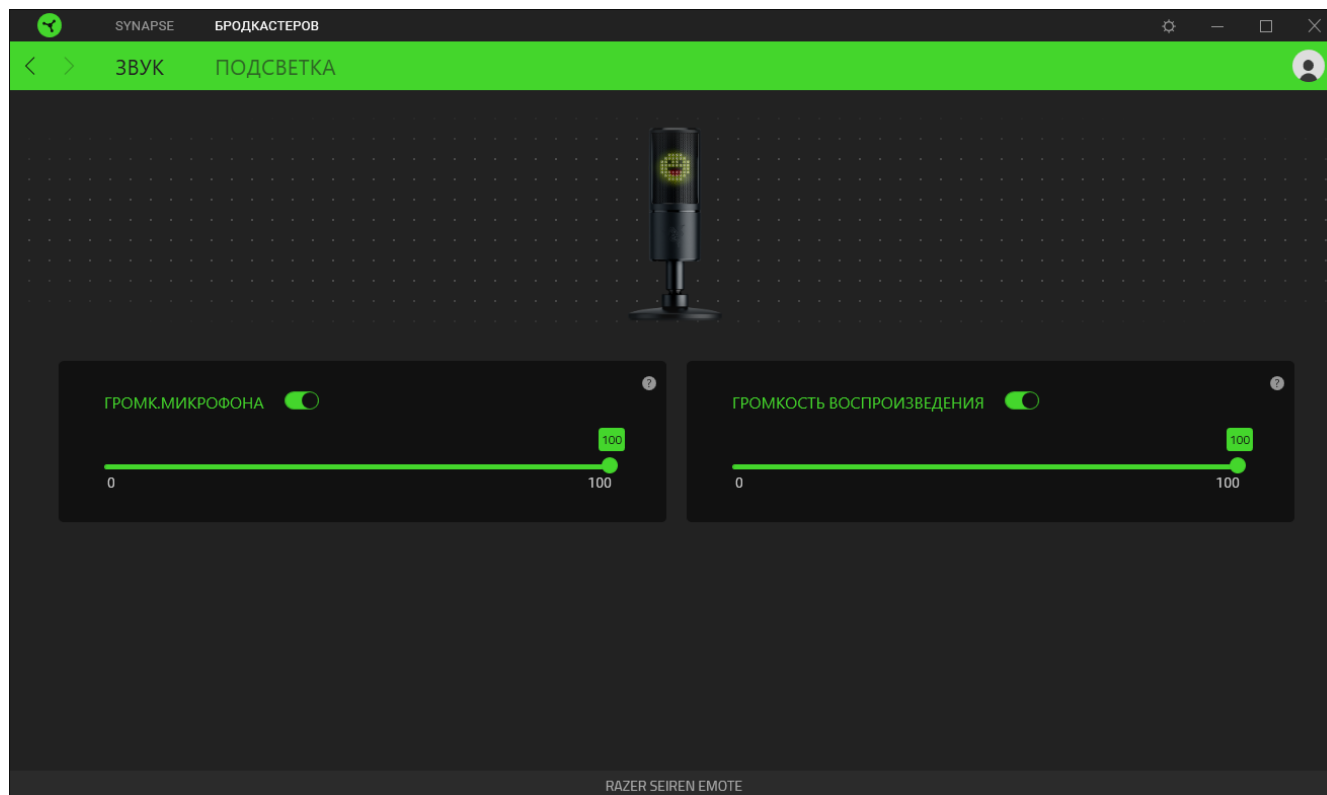 SYNAPSE БРОДКАСТЕРОВ
ЗВУК ПОДСВЕТКА
ГРОМК.МИКРОФОНА
?
100
0 100
ГРОМКОСТЬ ВОСПРОИЗВЕДЕНИЯ
?
100
0 100
RAZER SEIREN EMOTE